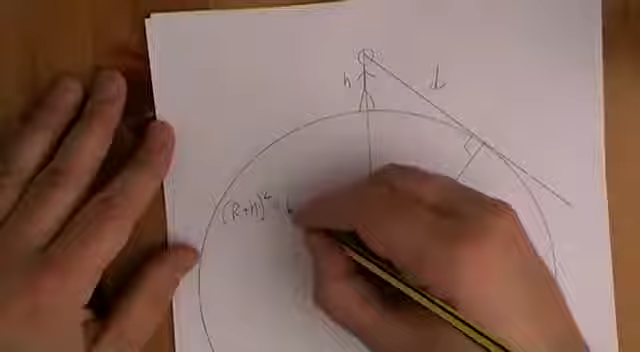 h
d
(R+h)² =